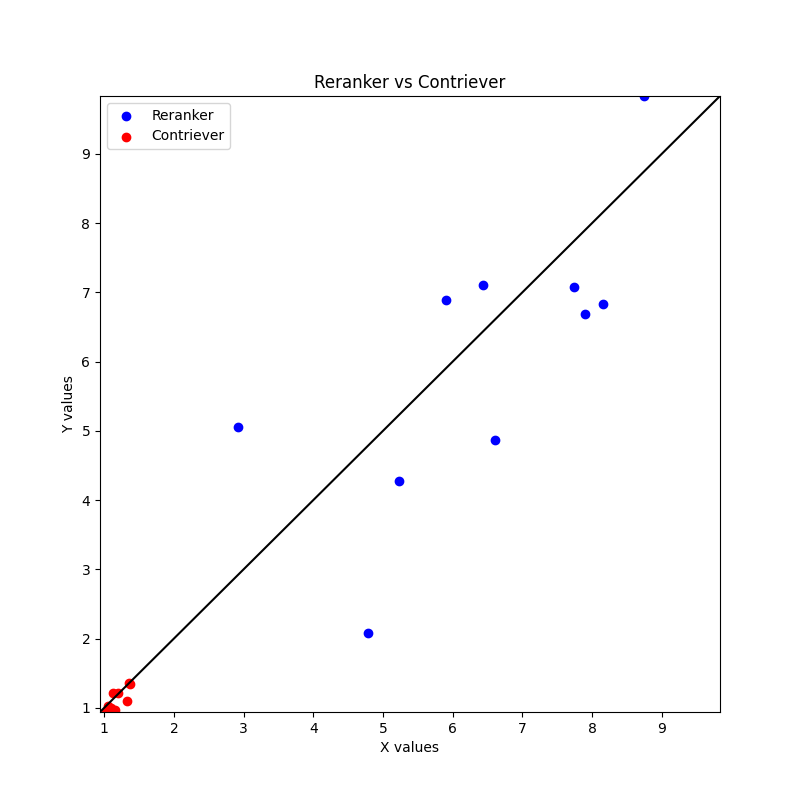 Reranker vs Contriever
Reranker
Contriever
9
8
7
6
5
4
3
2
1
Y values
1 2 3 4 5 6 7 8 9
X values